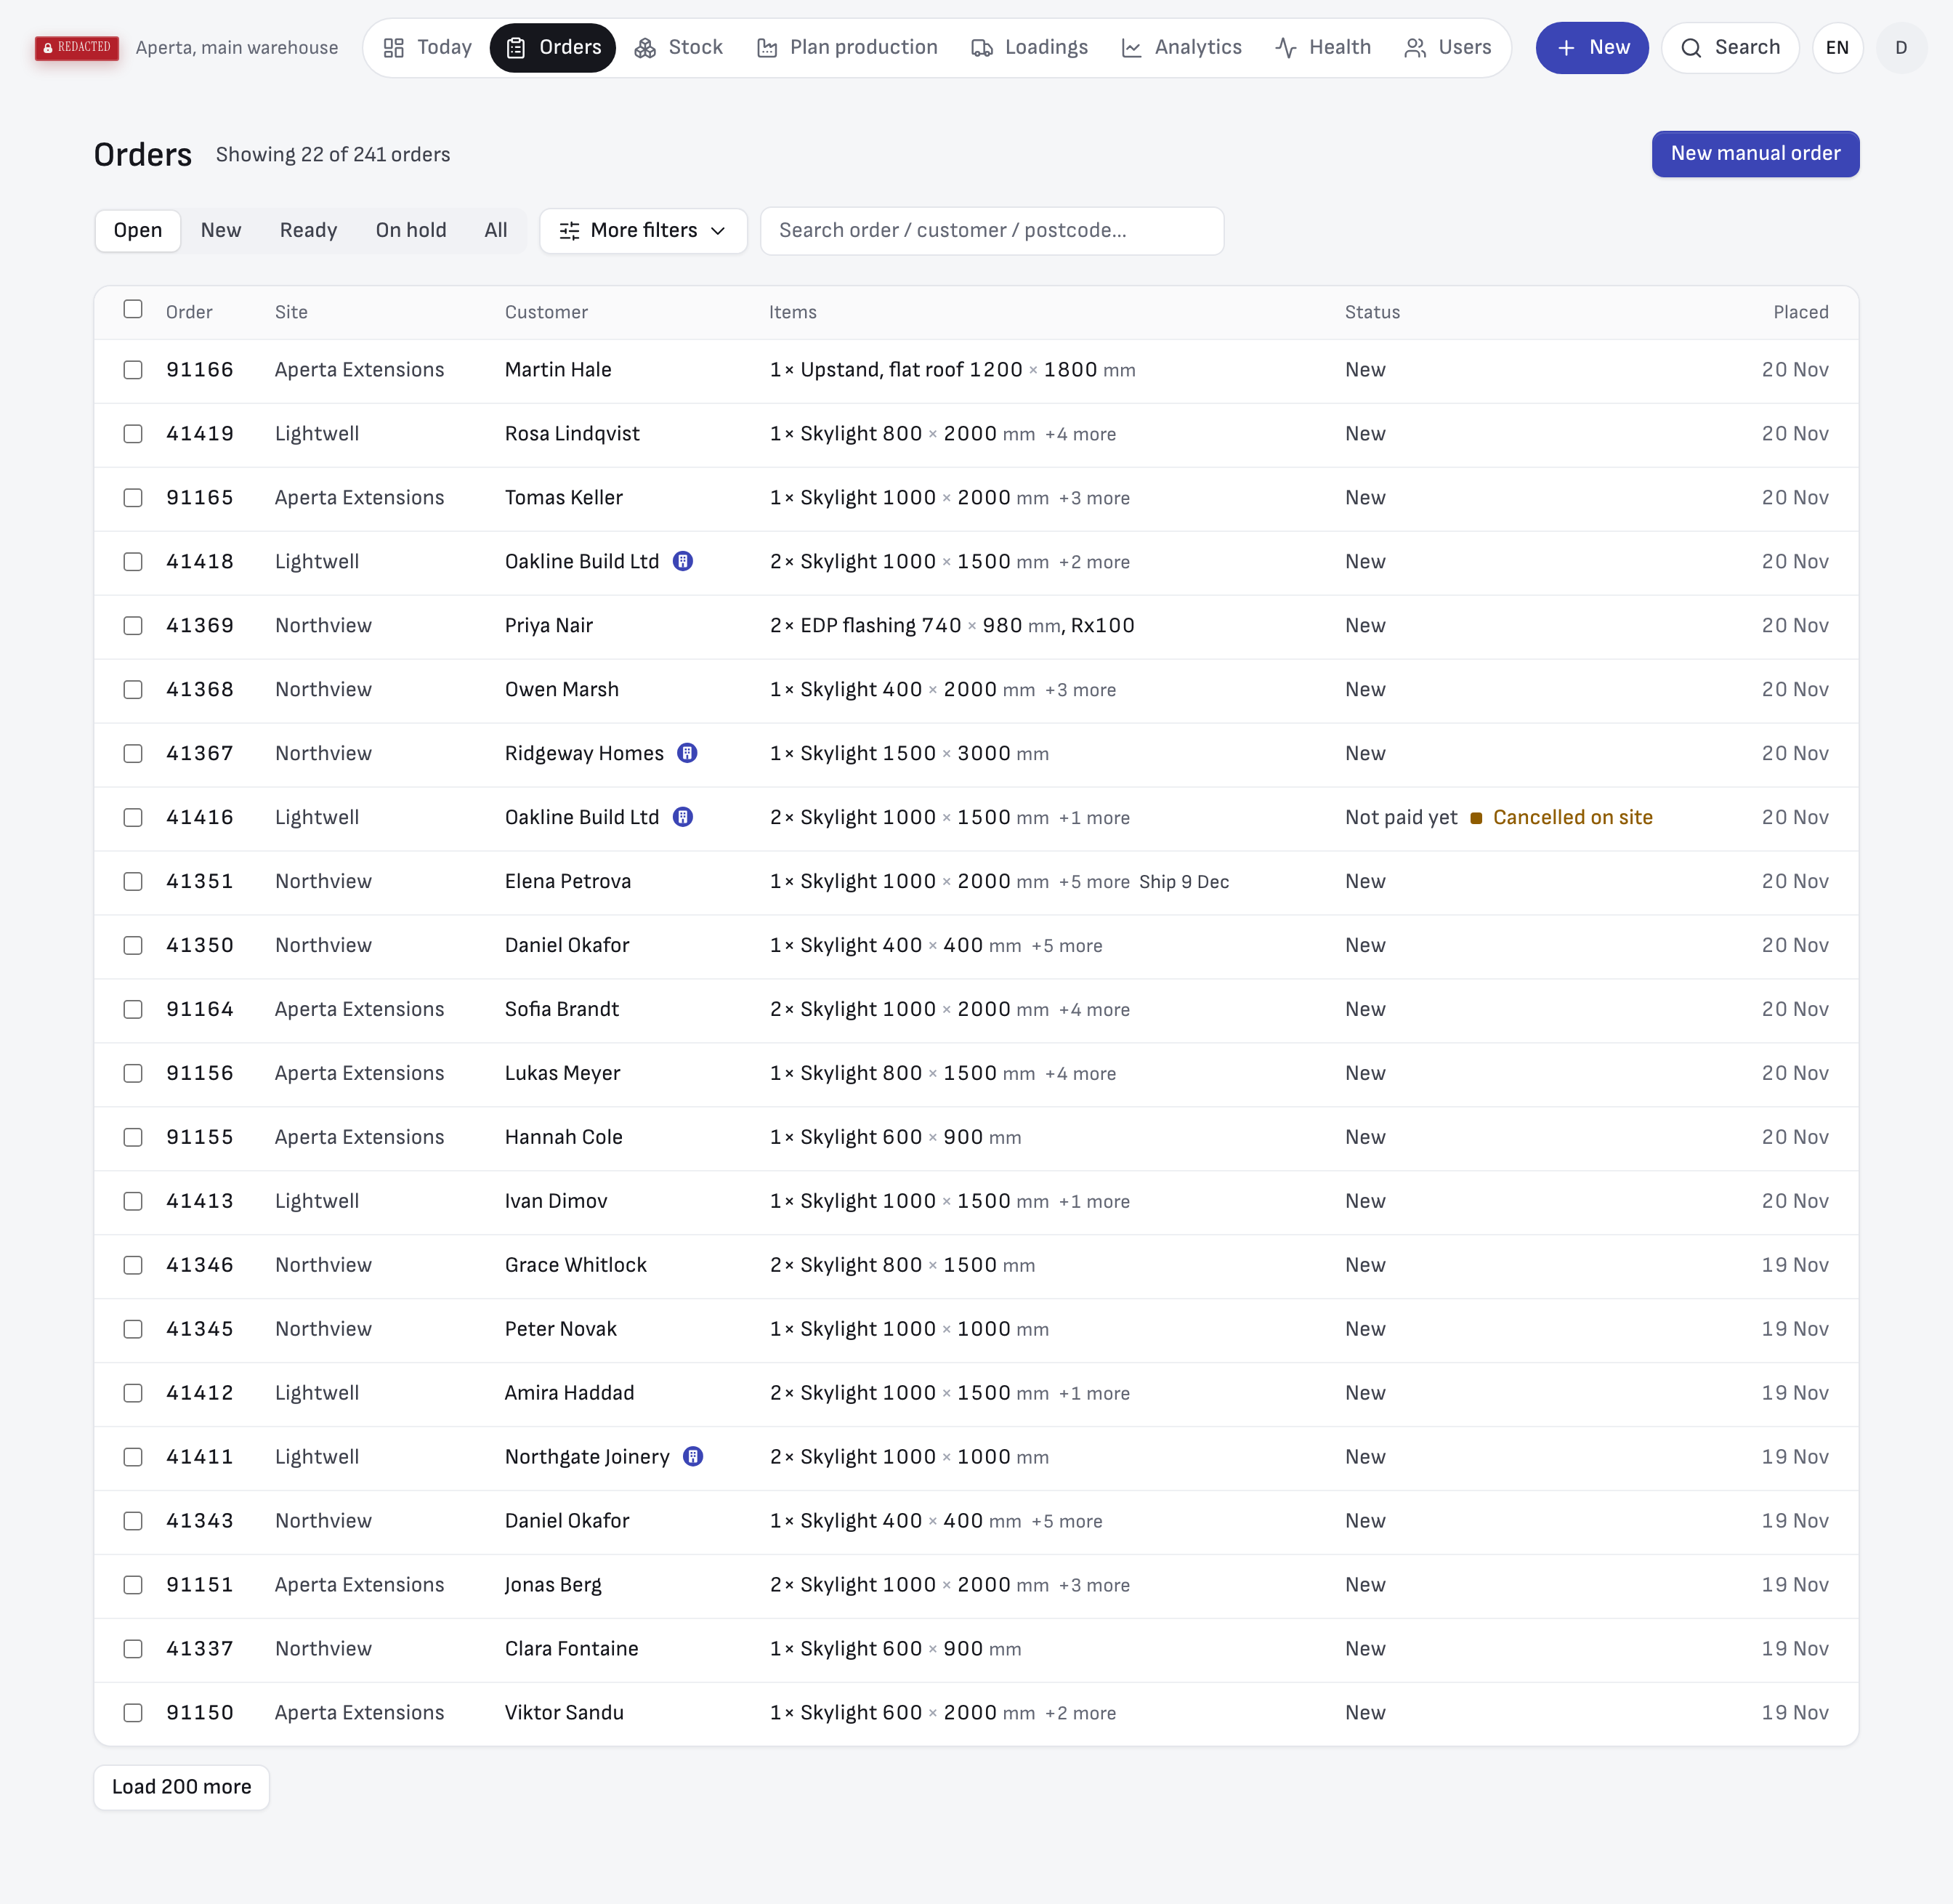 REDACTED Aperta, main warehouse Today Orders Stock Plan production Loadings Analytics Health Users New Search EN D
Orders Showing 22 of 241 orders New manual order
Open New Ready On hold All More filters Search order / customer / postcode...
Order Site Customer Items Status Placed
91166 Aperta Extensions Martin Hale 1× Upstand, flat roof 1200 × 1800 mm New 20 Nov
41419 Lightwell Rosa Lindqvist 1× Skylight 800 × 2000 mm +4 more New 20 Nov
91165 Aperta Extensions Tomas Keller 1× Skylight 1000 × 2000 mm +3 more New 20 Nov
41418 Lightwell Oakline Build Ltd 2× Skylight 1000 × 1500 mm +2 more New 20 Nov
41369 Northview Priya Nair 2× EDP flashing 740 × 980 mm, Rx100 New 20 Nov
41368 Northview Owen Marsh 1× Skylight 400 × 2000 mm +3 more New 20 Nov
41367 Northview Ridgeway Homes 1× Skylight 1500 × 3000 mm New 20 Nov
41416 Lightwell Oakline Build Ltd 2× Skylight 1000 × 1500 mm +1 more Not paid yet Cancelled on site 20 Nov
41351 Northview Elena Petrova 1× Skylight 1000 × 2000 mm +5 more Ship 9 Dec New 20 Nov
41350 Northview Daniel Okafor 1× Skylight 400 × 400 mm +5 more New 20 Nov
91164 Aperta Extensions Sofia Brandt 2× Skylight 1000 × 2000 mm +4 more New 20 Nov
91156 Aperta Extensions Lukas Meyer 1× Skylight 800 × 1500 mm +4 more New 20 Nov
91155 Aperta Extensions Hannah Cole 1× Skylight 600 × 900 mm New 20 Nov
41413 Lightwell Ivan Dimov 1× Skylight 1000 × 1500 mm +1 more New 20 Nov
41346 Northview Grace Whitlock 2× Skylight 800 × 1500 mm New 19 Nov
41345 Northview Peter Novak 1× Skylight 1000 × 1000 mm New 19 Nov
41412 Lightwell Amira Haddad 2× Skylight 1000 × 1500 mm +1 more New 19 Nov
41411 Lightwell Northgate Joinery 2× Skylight 1000 × 1000 mm New 19 Nov
41343 Northview Daniel Okafor 1× Skylight 400 × 400 mm +5 more New 19 Nov
91151 Aperta Extensions Jonas Berg 2× Skylight 1000 × 2000 mm +3 more New 19 Nov
41337 Northview Clara Fontaine 1× Skylight 600 × 900 mm New 19 Nov
91150 Aperta Extensions Viktor Sandu 1× Skylight 600 × 2000 mm +2 more New 19 Nov
Load 200 more